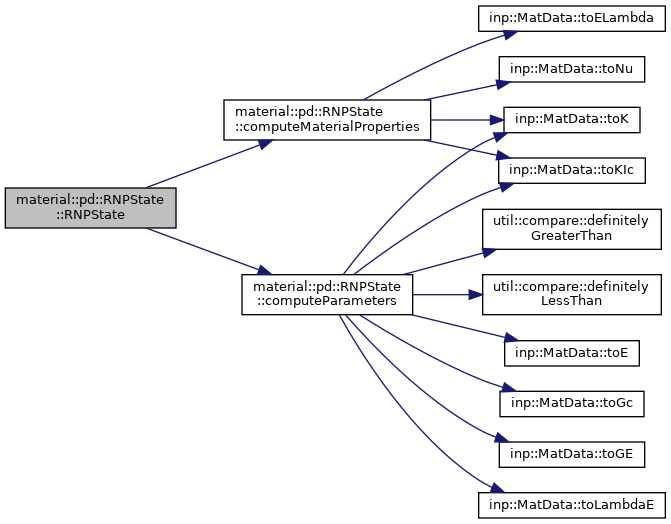 material::pd::RNPState
::RNPState
material::pd::RNPState
::computeMaterialProperties
material::pd::RNPState
::computeParameters
inp::MatData::toELambda
inp::MatData::toNu
inp::MatData::toK
inp::MatData::toKIc
util::compare::definitely
GreaterThan
util::compare::definitely
LessThan
inp::MatData::toE
inp::MatData::toGc
inp::MatData::toGE
inp::MatData::toLambdaE